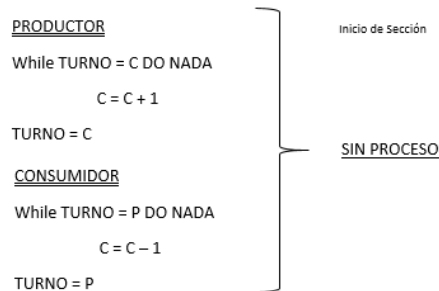 PRODUCTOR
While TURNO = C DO NADA
C = C + 1
TURNO = C
CONSUMIDOR
While TURNO = P DO NADA
C = C – 1
TURNO = P
Inicio de Sección
SIN PROCESO